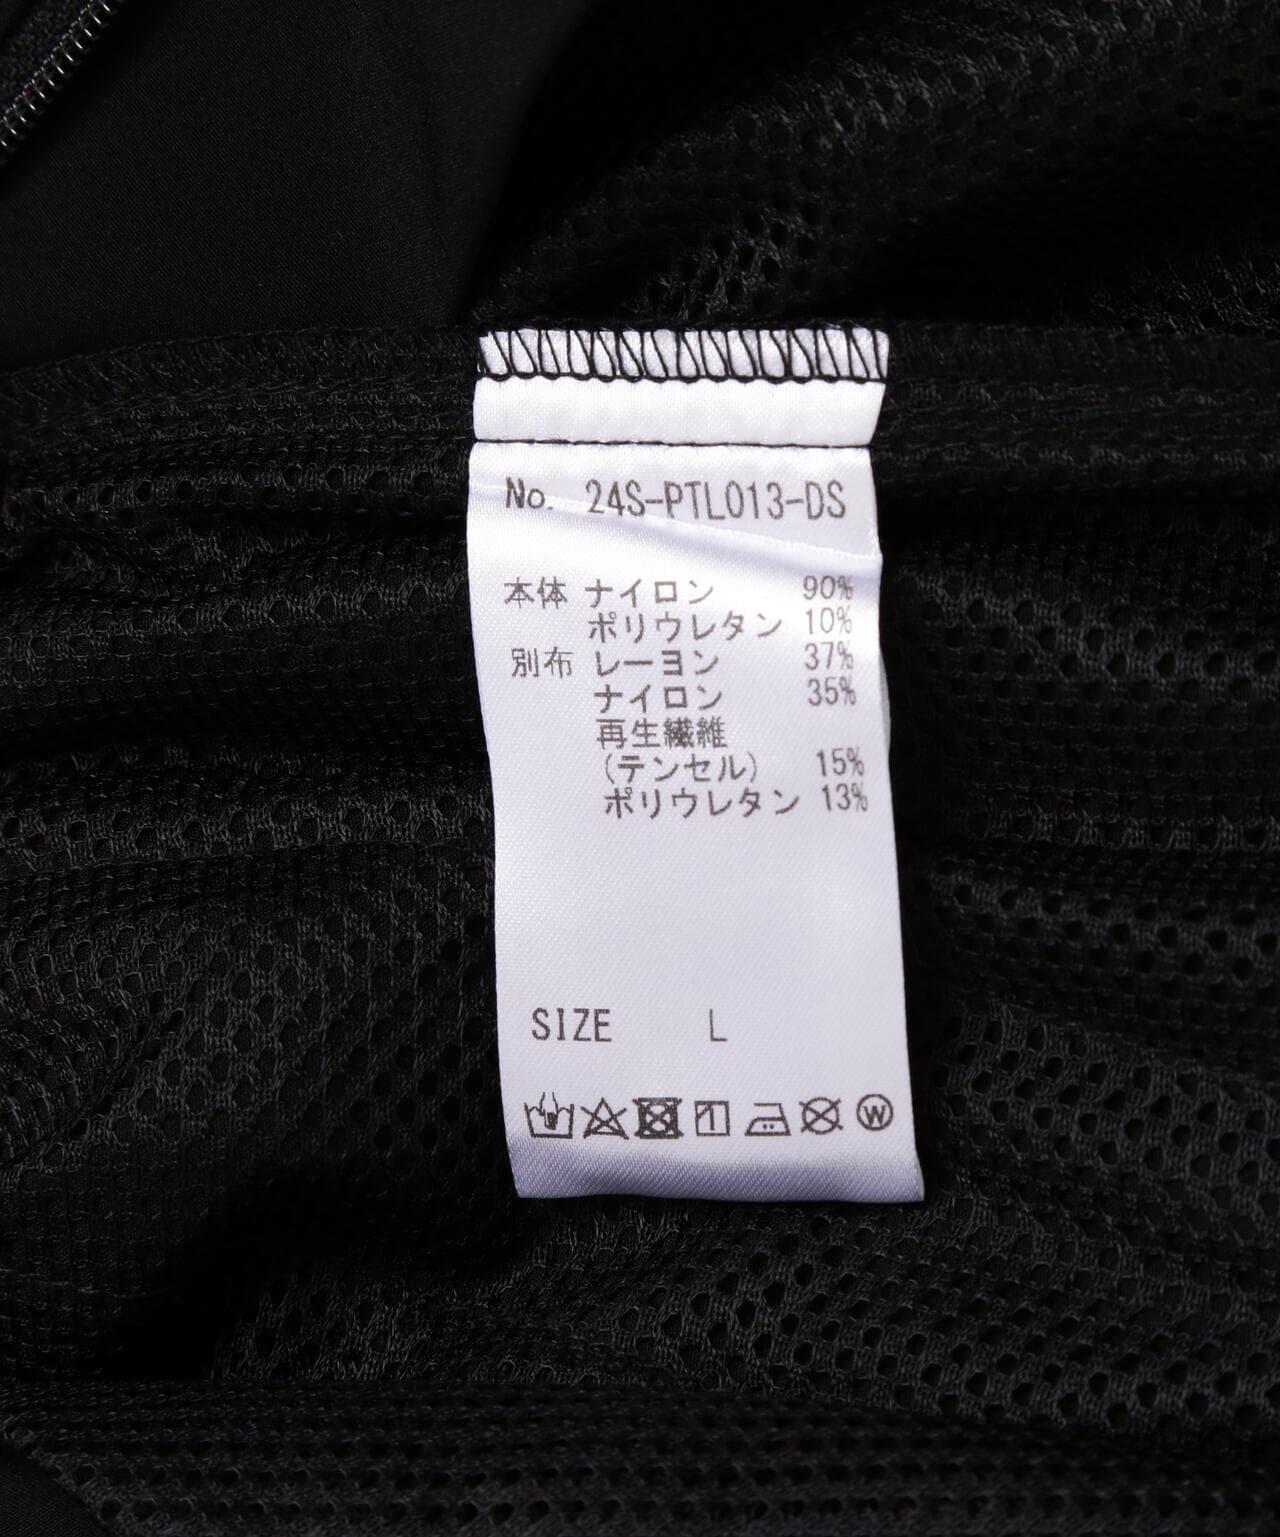 No. 24S-PTL013-DS
本体 ナイロン 90%
ポリウレタン 10%
別布 レーヨン 37%
ナイロン 35%
再生繊維
(テンセル) 15%
ポリウレタン 13%
SIZE L
W